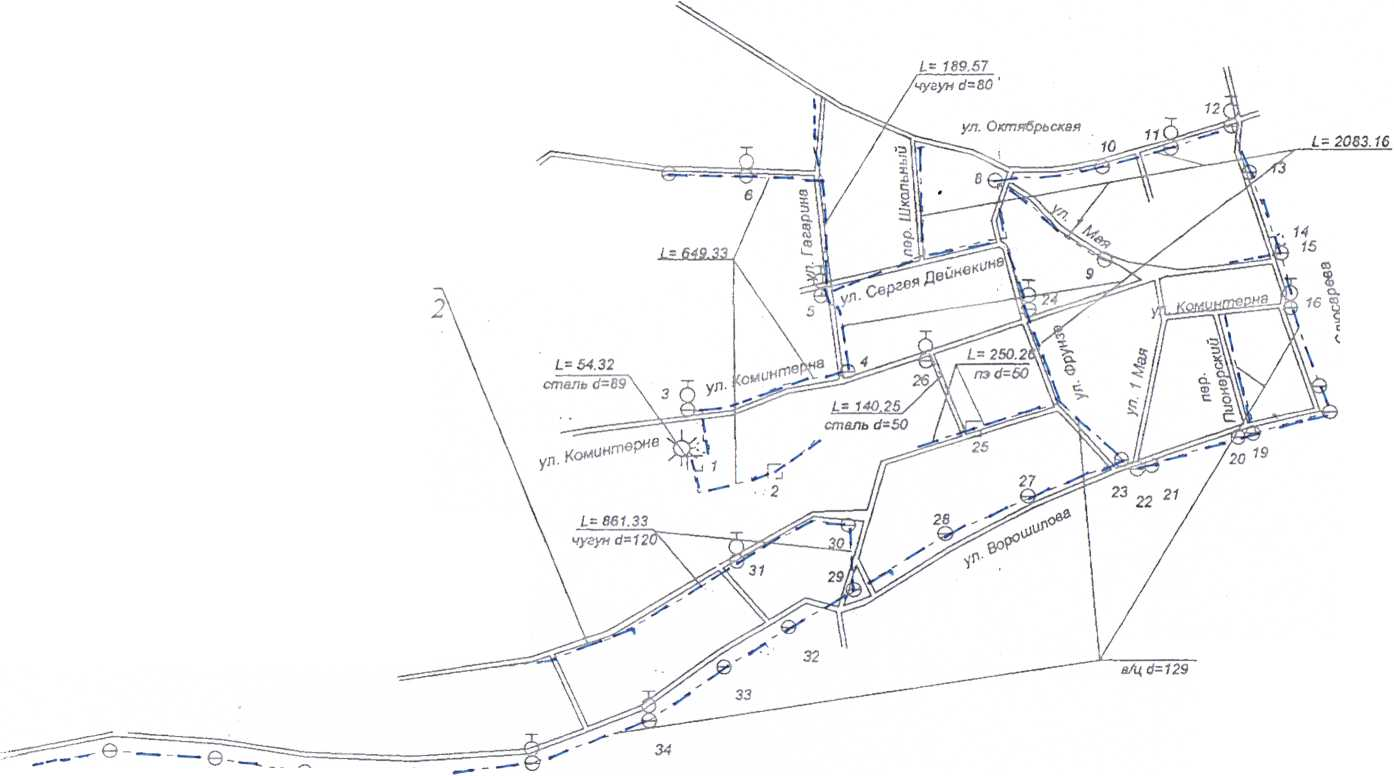 L= 189.57
чугун d=80
ул. Октябрьская
12
11
10
L= 2083.16
6
8
13
пер. Школьный
ул. Гагарина
ул. 1 Мая
14
15
L= 649.33
9
ул. Сергея Дейнекина
5
24
ул. Коминтерна
16
2
L= 54.32
сталь d=89
3
ул. Коминтерна
4
26
L= 250.26
пэ d=50
ул. Фрунзе
ул. 1 Мая
пер. Пионерский
L= 140.25
сталь d=50
ул. Коминтерна
1
25
20
19
2
27
23
22
21
L= 861.33
чугун d=120
28
30
ул. Ворошилова
31
29
32
в/ц d=129
33
34